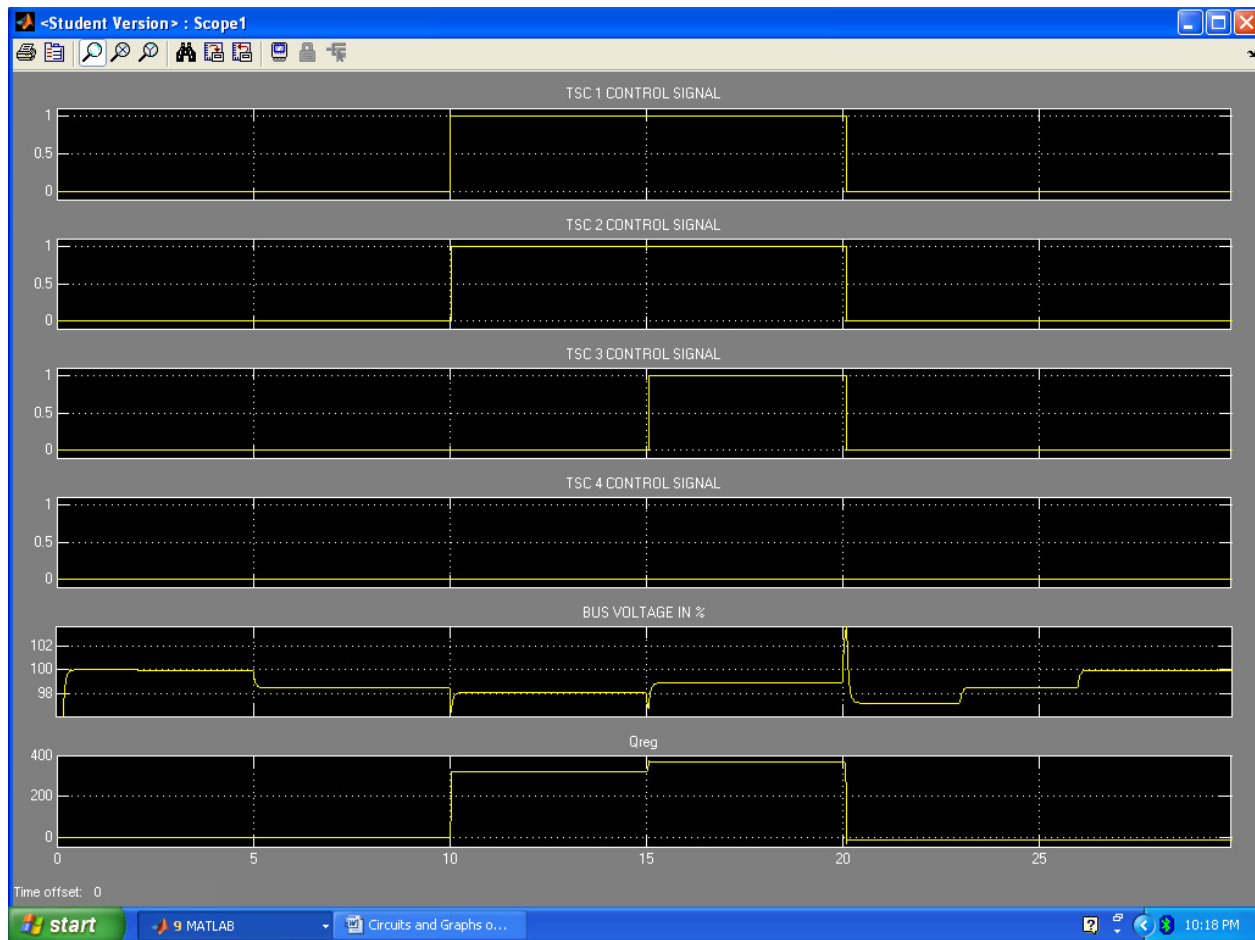 <Student Version> : Scope1
TSC 1 CONTROL SIGNAL
1
0.5
0
TSC 2 CONTROL SIGNAL
1
0.5
0
TSC 3 CONTROL SIGNAL
1
0.5
0
TSC 4 CONTROL SIGNAL
1
0.5
0
BUS VOLTAGE IN %
102
100
98
Qreg
400
200
0
0 5 10 15 20 25
Time offset: 0
start 9 MATLAB Circuits and Graphs o... 10:18 PM